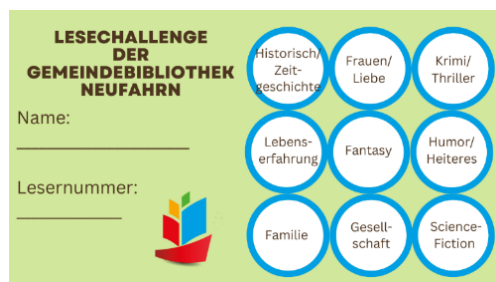 LESECHALLENGE
DER
GEMEINDEBIBLIOTHEK
NEUFAHRN
Name:
Lesernummer:
Historisch/
Zeit-
geschichte
Frauen/
Liebe
Krimi/
Thriller
Lebens-
erfahrung
Fantasy
Humor/
Heiteres
Familie
Gesell-
schaft
Science-
Fiction